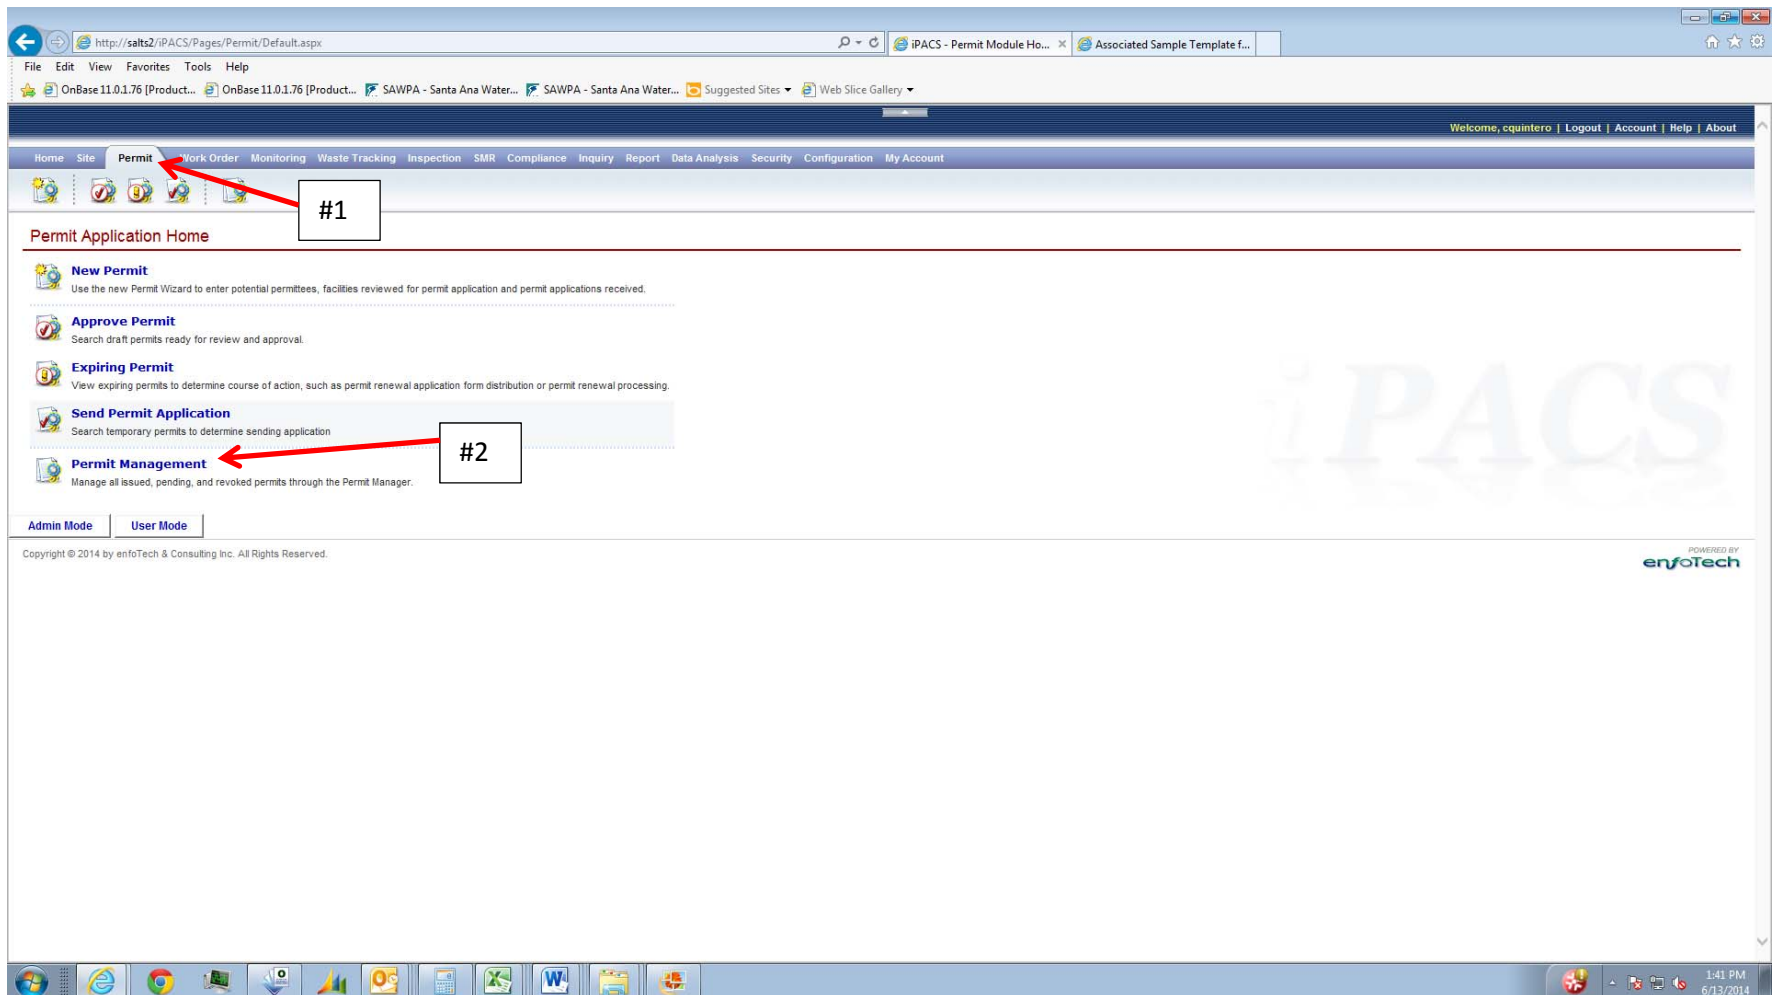 http://salts2/iPACS/Pages/Permit/Default.aspx
iPACS - Permit Module Ho...
Associated Sample Template f...
File Edit View Favorites Tools Help
OnBase 11.0.1.76 [Product... OnBase 11.0.1.76 [Product... SAWPA - Santa Ana Water... SAWPA - Santa Ana Water... Suggested Sites Web Slice Gallery
Welcome, cquintero | Logout | Account | Help | About
Home Site Permit Work Order Monitoring Waste Tracking Inspection SMR Compliance Inquiry Report Data Analysis Security Configuration My Account
#1
Permit Application Home
New Permit
Use the new Permit Wizard to enter potential permittees, facilities reviewed for permit application and permit applications received.
Approve Permit
Search draft permits ready for review and approval.
Expiring Permit
View expiring permits to determine course of action, such as permit renewal application form distribution or permit renewal processing.
Send Permit Application
Search temporary permits to determine sending application
#2
Permit Management
Manage all issued, pending, and revoked permits through the Permit Manager.
iPACS
Admin Mode User Mode
Copyright © 2014 by enfoTech & Consulting Inc. All Rights Reserved.
POWERED BY
enfoTech
1:41 PM
6/13/2014